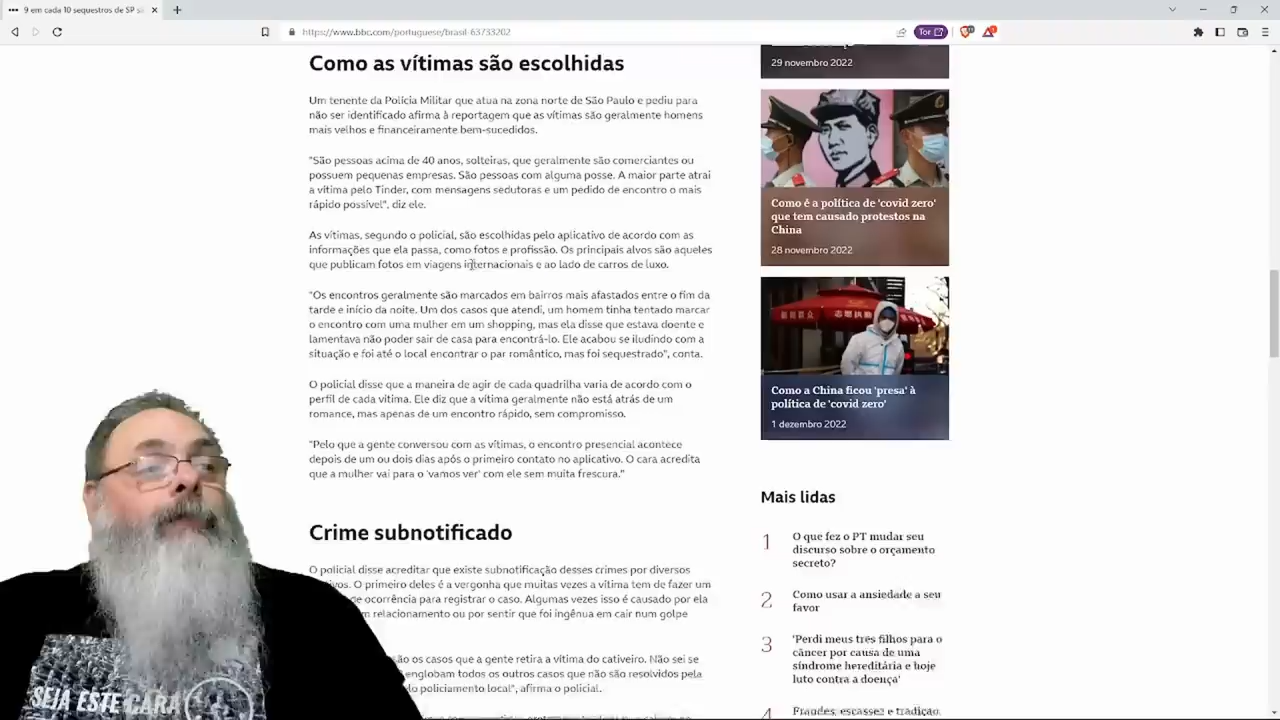 9 em cada 10 sequestros de SP
https://www.bbc.com/portuguese/brasil-63733202
Tor
Como as vítimas são escolhidas
Um tenente da Polícia Militar que atua na zona norte de São Paulo e pediu para
não ser identificado afirma à reportagem que as vítimas são geralmente homens
mais velhos e financeiramente bem-sucedidos.
"São pessoas acima de 40 anos, solteiras, que geralmente são comerciantes ou
possuem pequenas empresas. São pessoas com alguma posse. A maior parte atrai
a vítima pelo Tinder, com mensagens sedutoras e um pedido de encontro o mais
rápido possível", diz ele.
As vítimas, segundo o policial, são escolhidas pelo aplicativo de acordo com as
informações que ela passa, como fotos e profissão. Os principais alvos são aqueles
que publicam fotos em viagens internacionais e ao lado de carros de luxo.
"Os encontros geralmente são marcados em bairros mais afastados entre o fim da
tarde e início da noite. Um dos casos que atendi, um homem tinha tentado marcar
o encontro com uma mulher em um shopping, mas ela disse que estava doente e
lamentava não poder sair de casa para encontrá-lo. Ele acabou se iludindo com a
situação e foi até o local encontrar o par romântico, mas foi sequestrado", conta.
O policial disse que a maneira de agir de cada quadrilha varia de acordo com o
perfil de cada vítima. Ele diz que a vítima geralmente não está atrás de um
romance, mas apenas de um encontro rápido, sem compromisso.
"Pelo que a gente conversou com as vítimas, o encontro presencial acontece
depois de um ou dois dias após o primeiro contato no aplicativo. O cara acredita
que a mulher vai para o 'vamos ver' com ele sem muita frescura."
Crime subnotificado
O policial disse acreditar que existe subnotificação desses crimes por diversos
ivos. O primeiro deles é a vergonha que muitas vezes a vítima tem de fazer um
de ocorrência para registrar o caso. Algumas vezes isso é causado por ela
m relacionamento ou por sentir que foi ingênua em cair num golpe
ão os casos que a gente retira a vítima do cativeiro. Não sei se
englobam todos os outros casos que não são resolvidos pela
lo policiamento local", afirma o policial.
29 novembro 2022
Como é a política de 'covid zero'
que tem causado protestos na
China
28 novembro 2022
Como a China ficou 'presa' à
política de 'covid zero'
1 dezembro 2022
Mais lidas
1
O que fez o PT mudar seu
discurso sobre o orçamento
secreto?
2
Como usar a ansiedade a seu
favor
3
'Perdi meus três filhos para o
câncer por causa de uma
síndrome hereditária e hoje
luto contra a doença'
4
Fraudes, escassez e tradição.
SEJA ESTE CARA